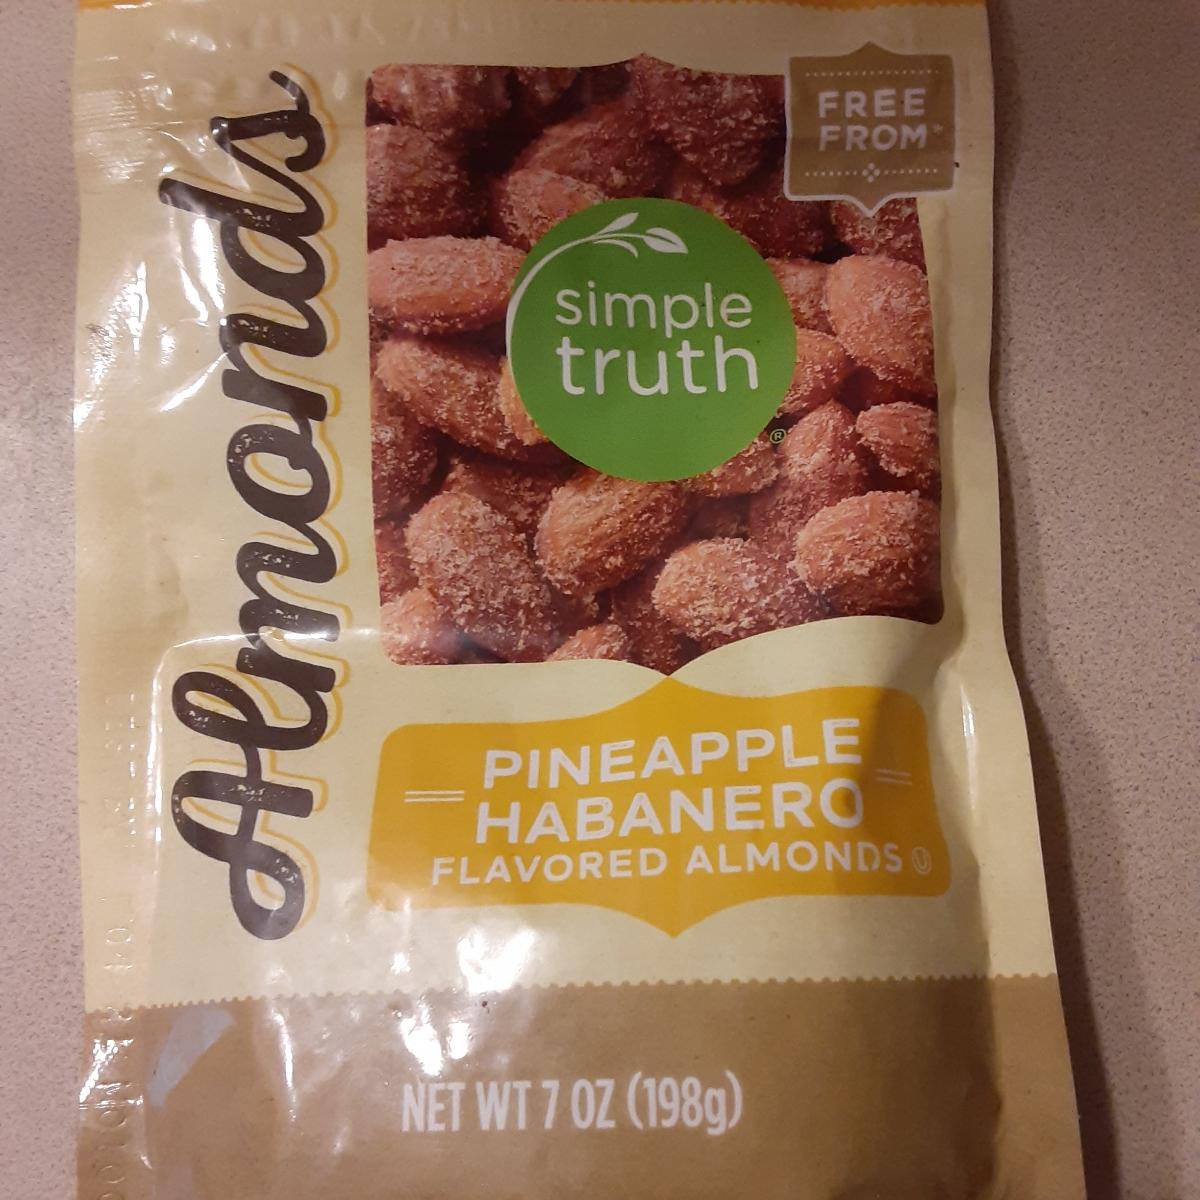 Almonds
FREE
FROM*
simple
truth
®
PINEAPPLE
HABANERO
FLAVORED ALMONDS Ⓤ
NET WT 7 OZ (198g)